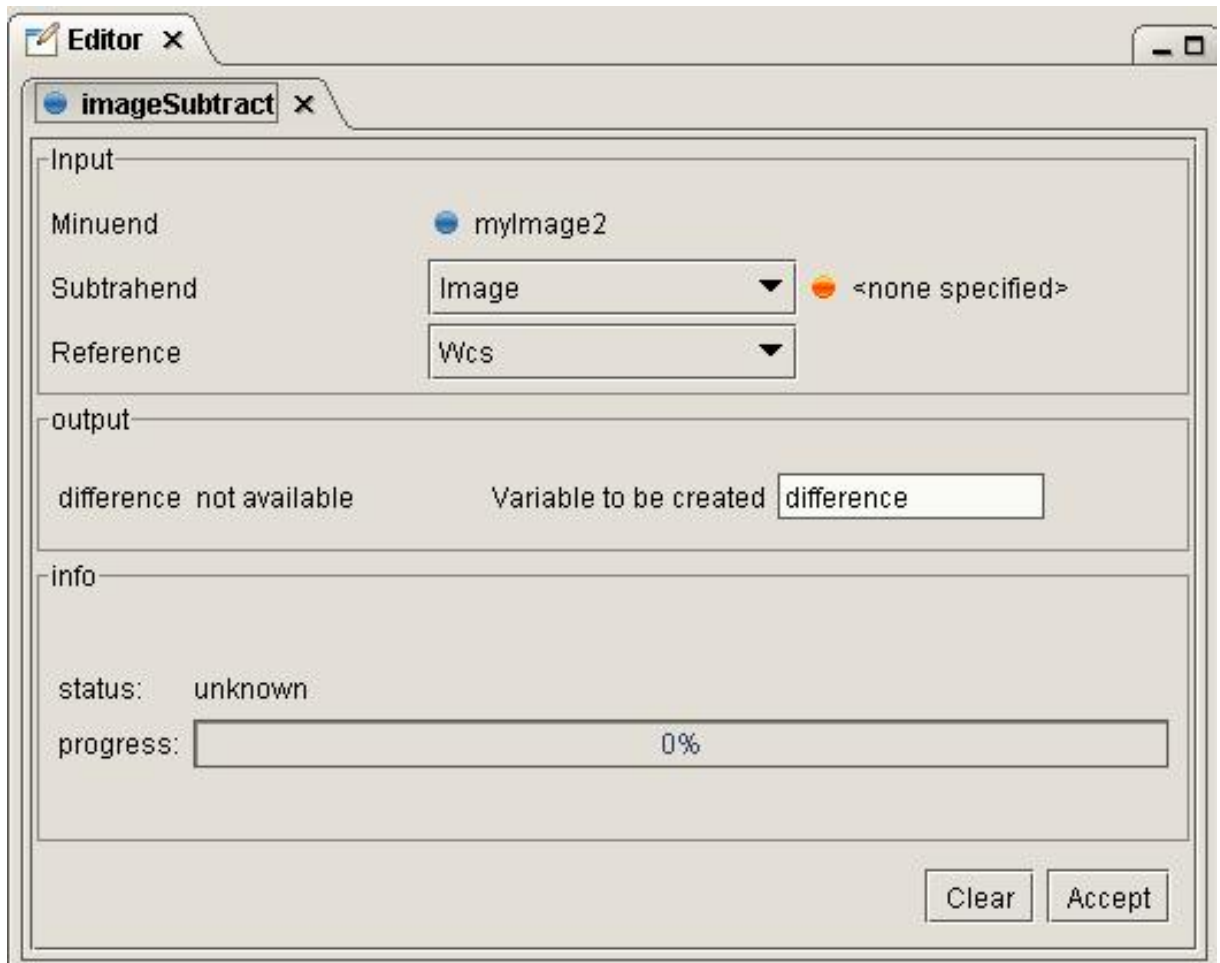 Editor
imageSubtract
Input
Minuend myImage2
Subtrahend Image <none specified>
Reference Wcs
output
difference not available Variable to be created difference
info
status: unknown
progress: 0%
Clear Accept